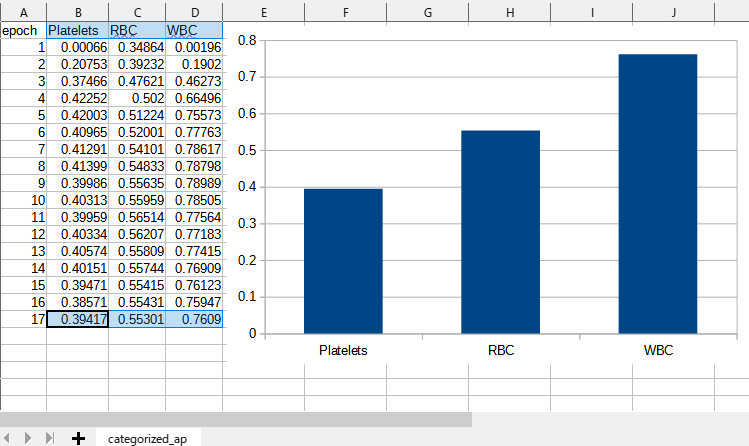 A B C D E F G H I J
epoch Platelets RBC WBC
1 0.00066 0.34864 0.00196
2 0.20753 0.39232 0.1902
3 0.37466 0.47621 0.46273
4 0.42252 0.502 0.66496
5 0.42003 0.51224 0.75573
6 0.40965 0.52001 0.77763
7 0.41291 0.54101 0.78617
8 0.41399 0.54833 0.78798
9 0.39986 0.55635 0.78989
10 0.40313 0.55959 0.78505
11 0.39959 0.56514 0.77564
12 0.40334 0.56207 0.77183
13 0.40574 0.55809 0.77415
14 0.40151 0.55744 0.76909
15 0.39471 0.55415 0.76123
16 0.38571 0.55431 0.75947
17 0.39417 0.55301 0.7609
0.8
0.7
0.6
0.5
0.4
0.3
0.2
0.1
0
Platelets RBC WBC
categorized_ap